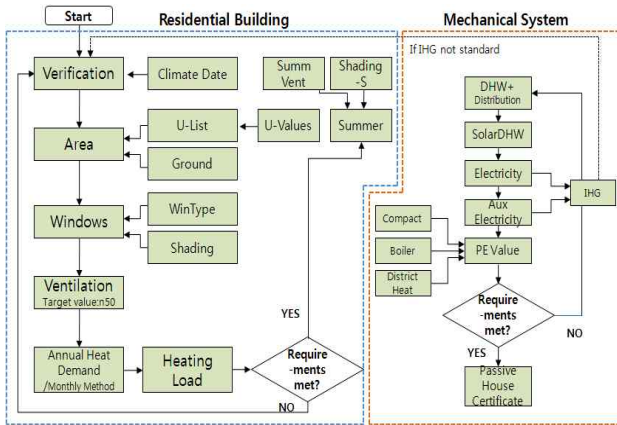 Residential Building
Mechanical System
Start
If IHG not standard
Verification
Climate Date
Summ
Vent
Shading
-S
DHW+
Distribution
U-List
U-Values
Summer
SolarDHW
Area
Ground
Electricity
IHG
WinType
Aux
Electricity
Windows
Compact
Shading
Boiler
PE Value
Ventilation
Target value:n50
District
Heat
YES
Require
-ments
met?
NO
Annual Heat
Demand
/Monthly Method
Heating
Load
Require
-ments
met?
YES
Passive
House
Certificate
NO